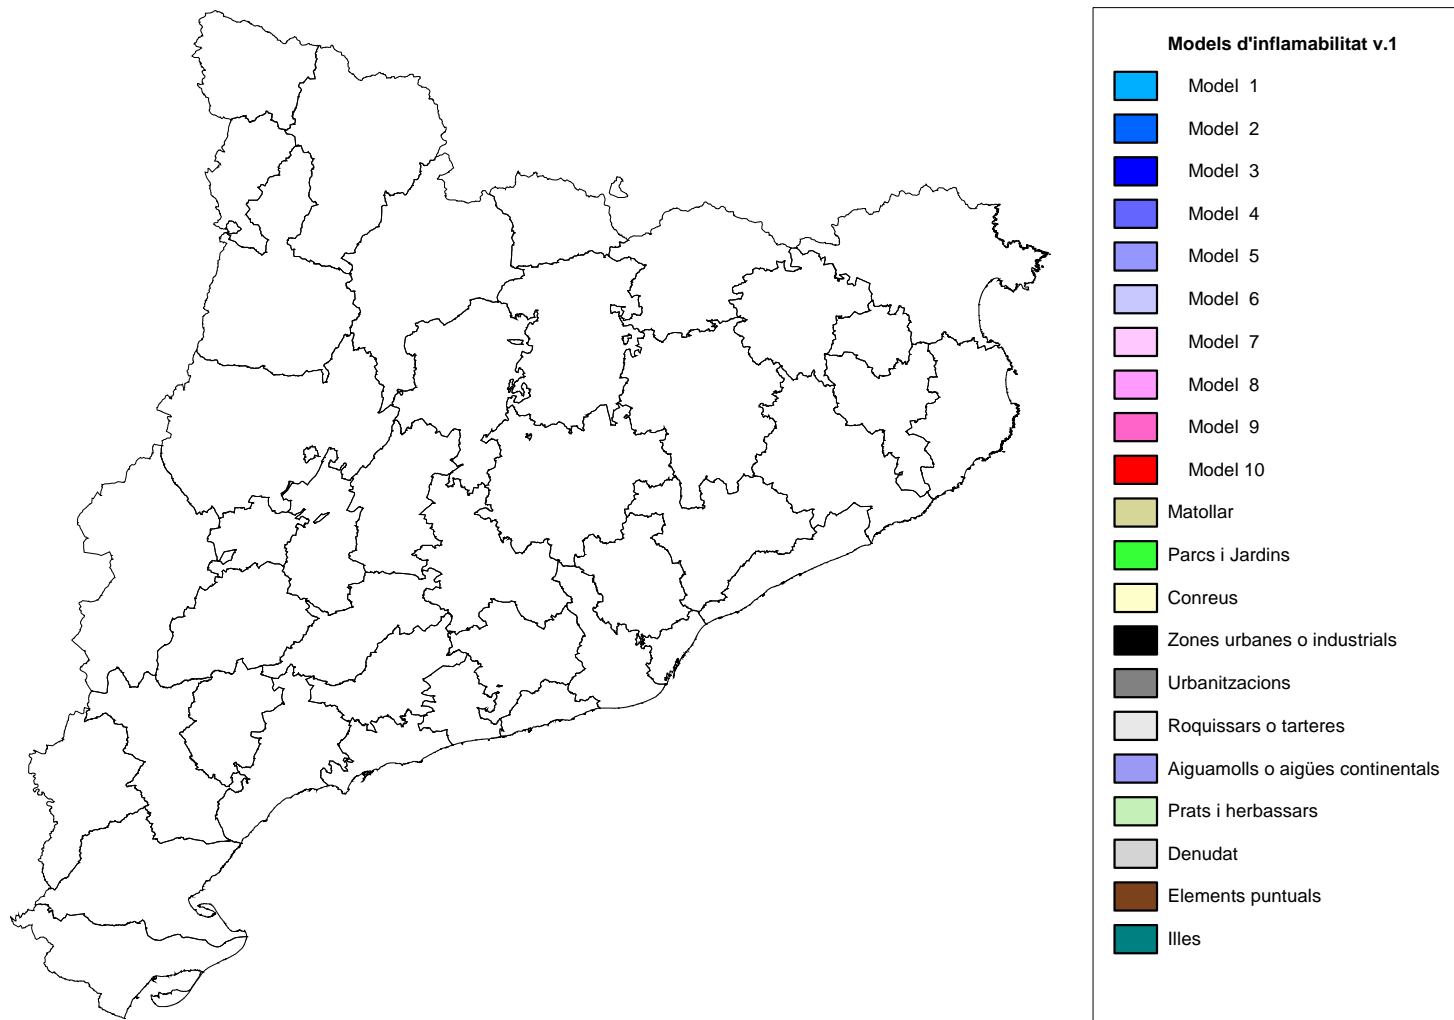 Models d'inflamabilitat v.1
Model 1
Model 2
Model 3
Model 4
Model 5
Model 6
Model 7
Model 8
Model 9
Model 10
Matollar
Parcs i Jardins
Conreus
Zones urbanes o industrials
Urbanitzacions
Roquissars o tarteres
Aiguamolls o aigües continentals
Prats i herbassars
Denudat
Elements puntuals
Illes